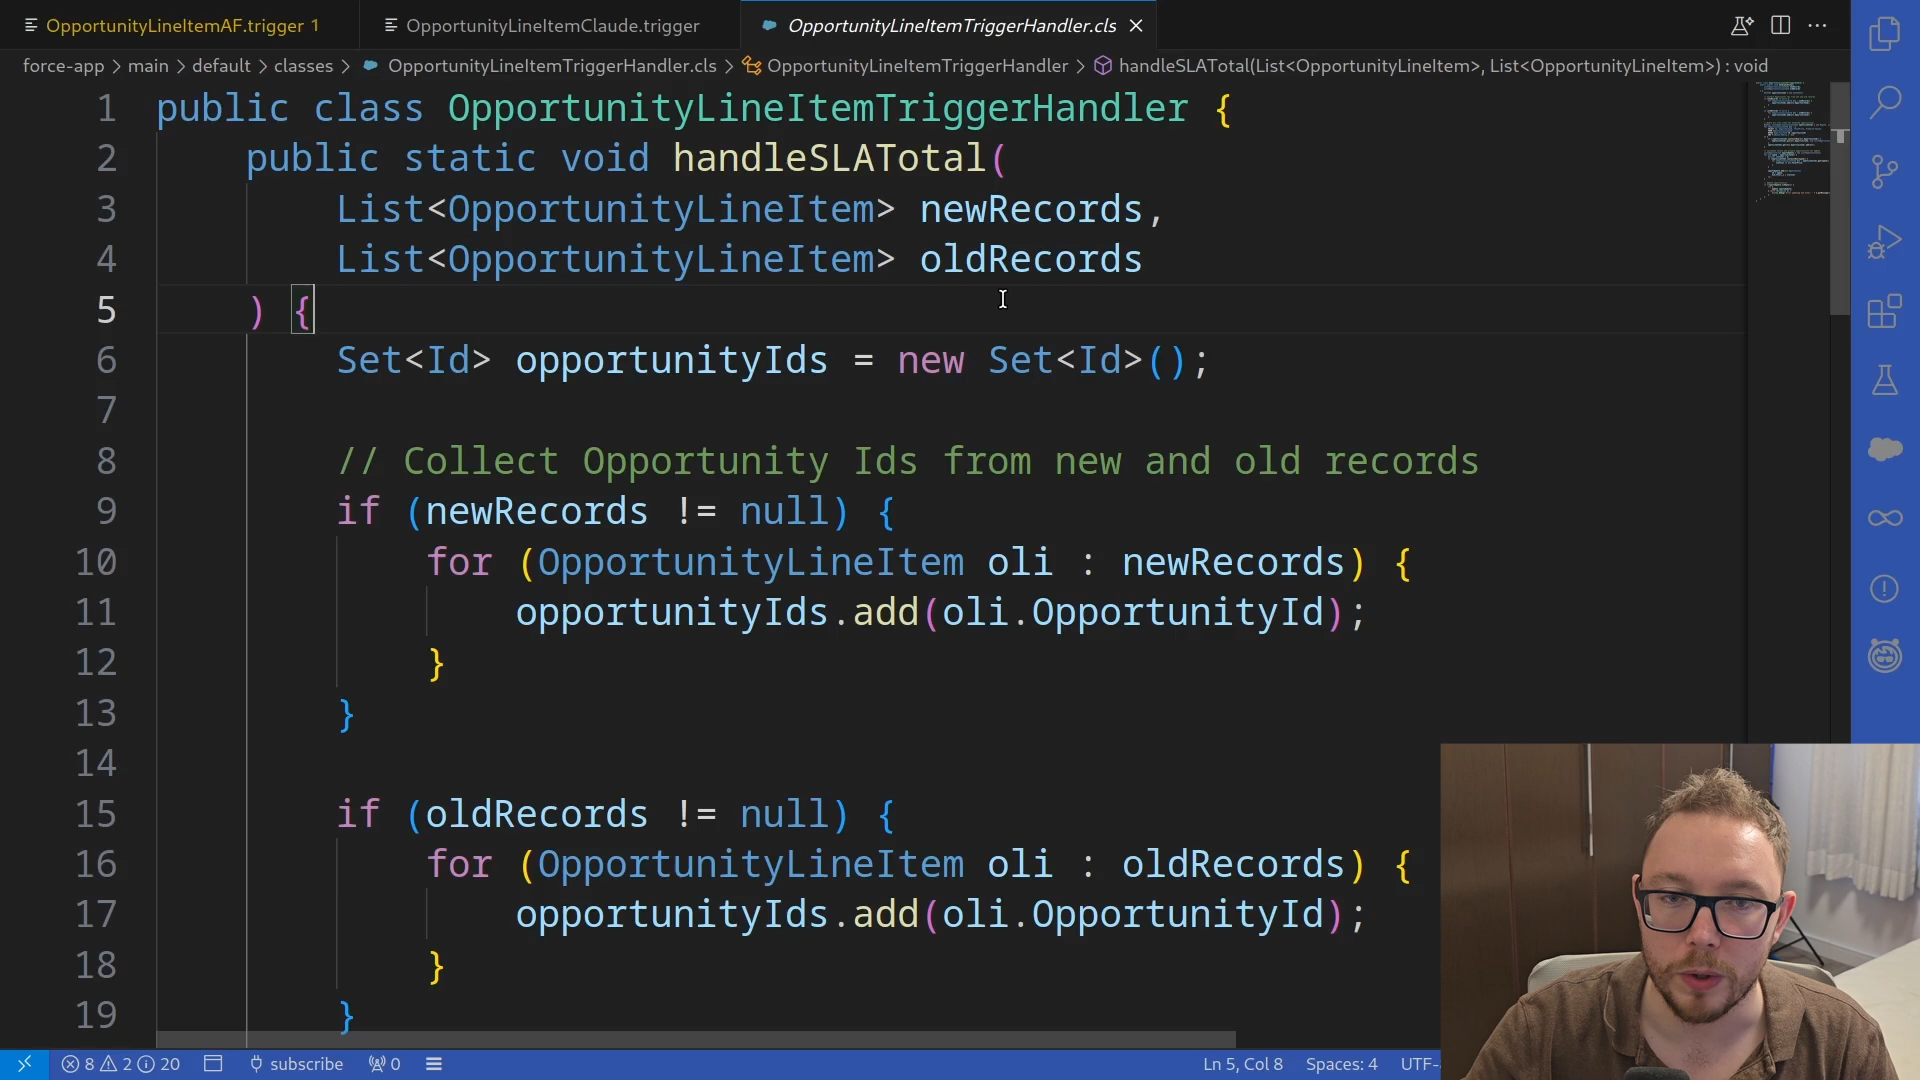 OpportunityLineItemAF.trigger 1
OpportunityLineItemClaude.trigger
OpportunityLineItemTriggerHandler.cls
force-app > main > default > classes > OpportunityLineItemTriggerHandler.cls > OpportunityLineItemTriggerHandler > handleSLATotal(List<OpportunityLineItem>, List<OpportunityLineItem>) : void
1 public class OpportunityLineItemTriggerHandler {
2 public static void handleSLATotal(
3 List<OpportunityLineItem> newRecords,
4 List<OpportunityLineItem> oldRecords
5 ) {
6 Set<Id> opportunityIds = new Set<Id>();
7
8 // Collect Opportunity Ids from new and old records
9 if (newRecords != null) {
10 for (OpportunityLineItem oli : newRecords) {
11 opportunityIds.add(oli.OpportunityId);
12 }
13 }
14
15 if (oldRecords != null) {
16 for (OpportunityLineItem oli : oldRecords) {
17 opportunityIds.add(oli.OpportunityId);
18 }
19 }
8 2 20 subscribe 0 Ln 5, Col 8 Spaces: 4 UTF-